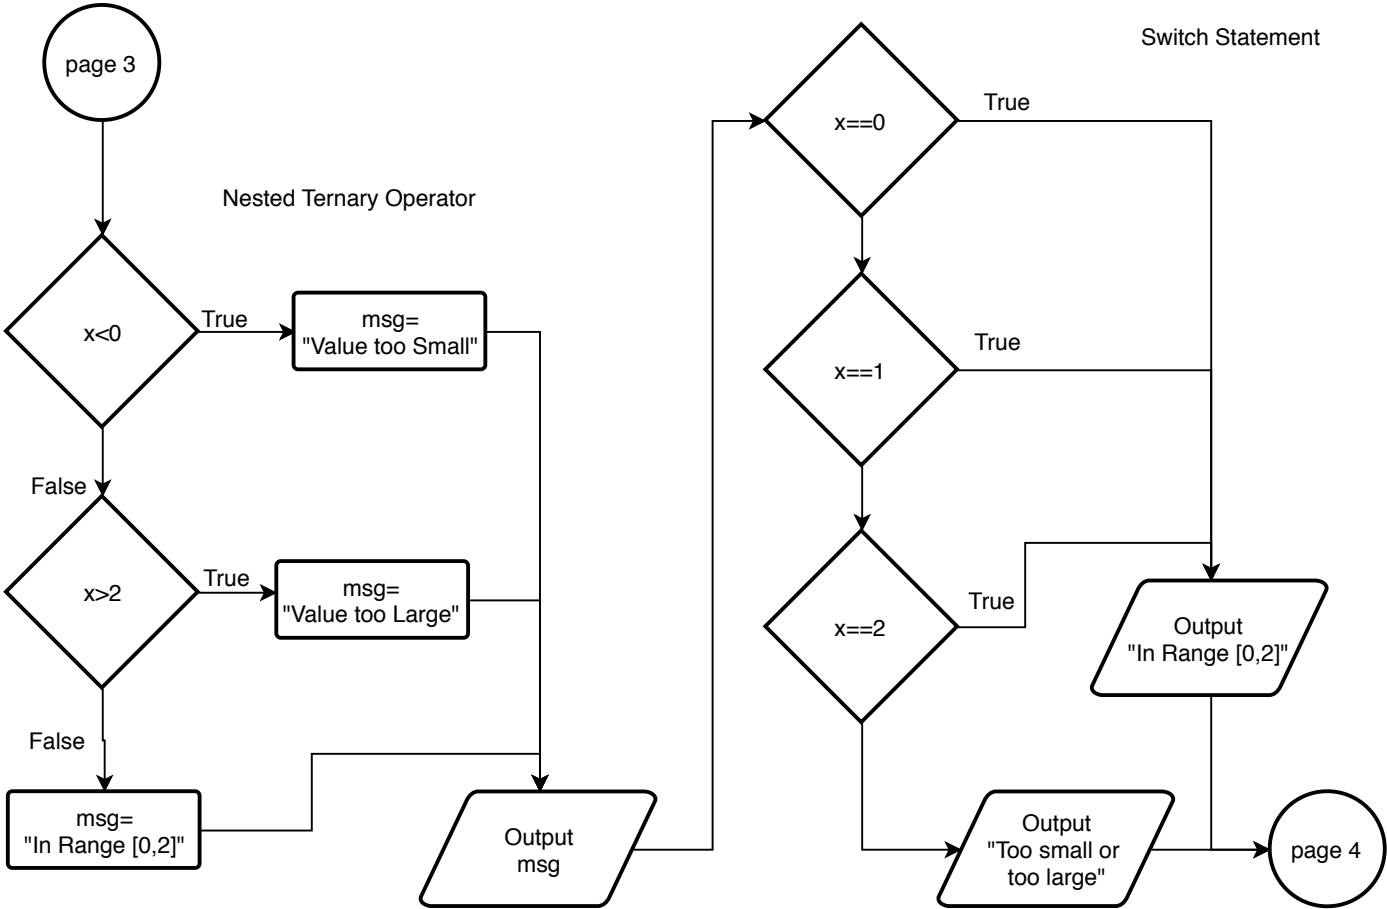 page 3
Nested Ternary Operator
x<0
True
msg=
"Value too Small"
False
x>2
True
msg=
"Value too Large"
False
msg=
"In Range [0,2]"
Output
msg
Switch Statement
x==0
True
x==1
True
x==2
True
Output
"In Range [0,2]"
Output
"Too small or
too large"
page 4